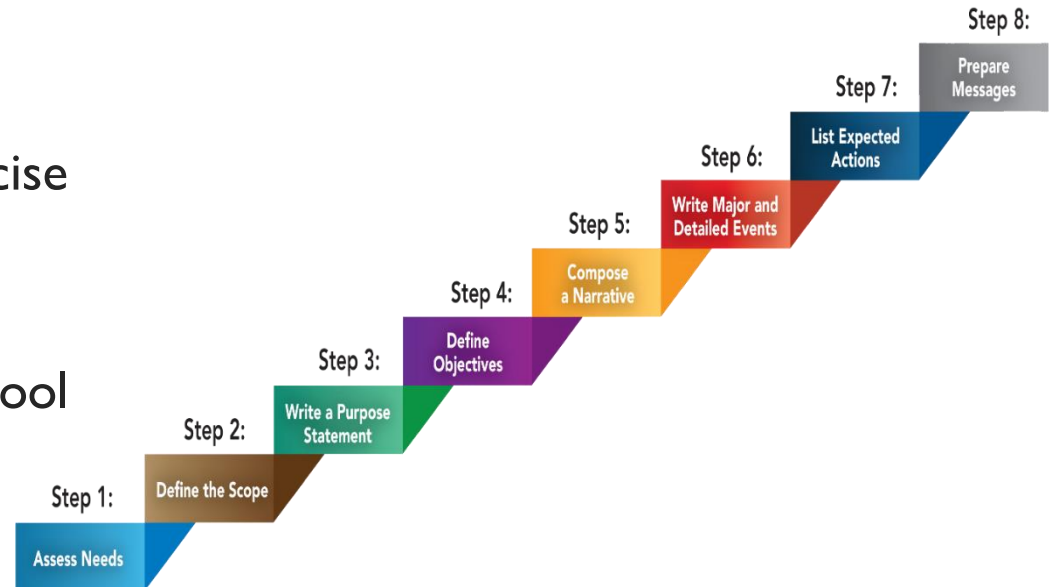 cise
ool
Step 1:
Assess Needs
Step 2:
Define the Scope
Step 3:
Write a Purpose
Statement
Step 4:
Define
Objectives
Step 5:
Compose
a Narrative
Step 6:
Write Major and
Detailed Events
Step 7:
List Expected
Actions
Step 8:
Prepare
Messages